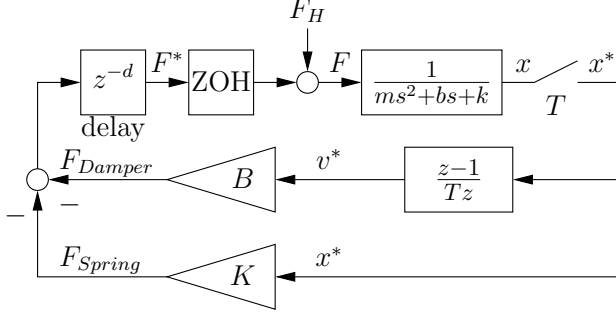 F_H
z^{-d}
delay
F*
ZOH
F
\frac{1}{ms^2+bs+k}
x
T
x*
F_{Damper}
B
v*
\frac{z-1}{Tz}
−
−
F_{Spring}
K
x*